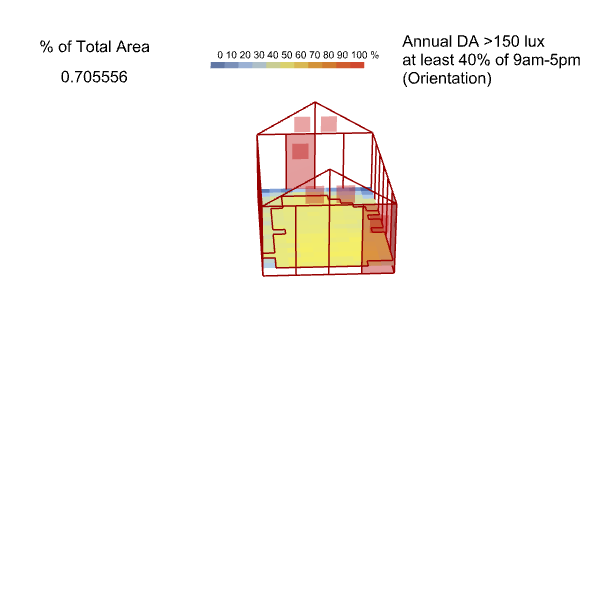 % of Total Area
0.705556
0 10 20 30 40 50 60 70 80 90 100 %
Annual DA >150 lux
at least 40% of 9am-5pm
(Orientation)